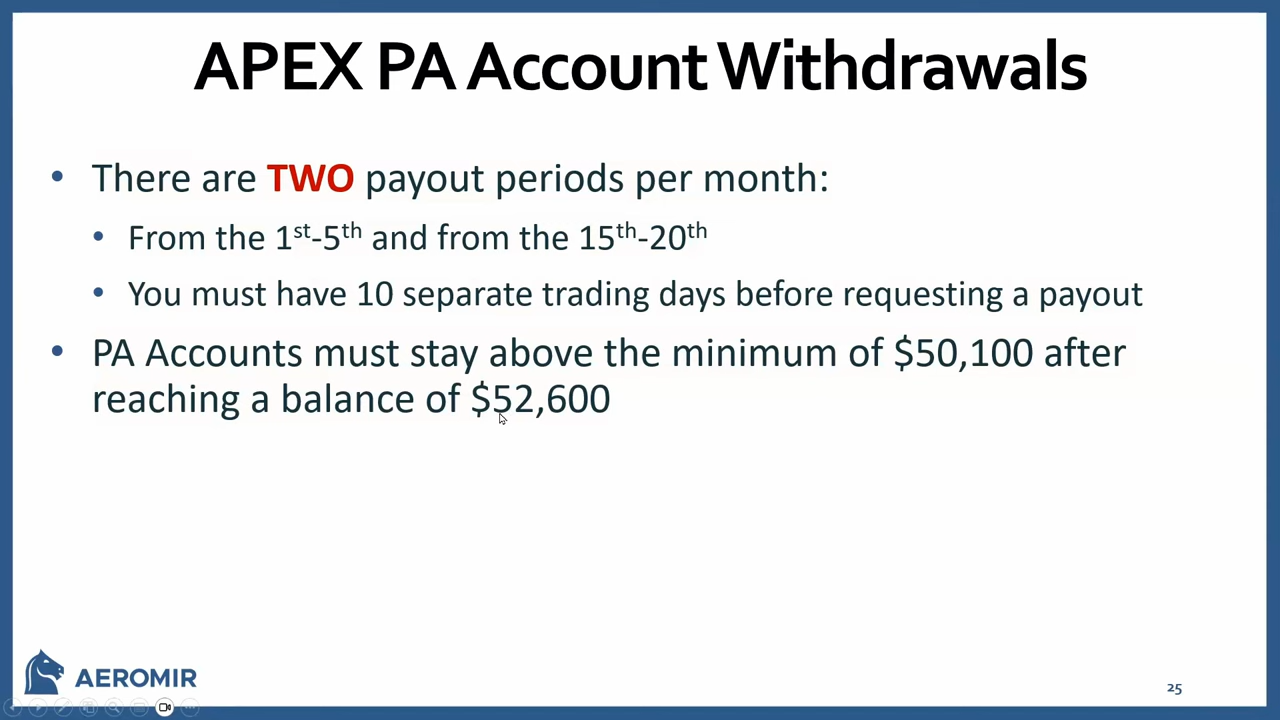 APEX PA Account Withdrawals
• There are TWO payout periods per month:
• From the 1st-5th and from the 15th-20th
• You must have 10 separate trading days before requesting a payout
• PA Accounts must stay above the minimum of $50,100 after
reaching a balance of $52,600
AEROMIR
25